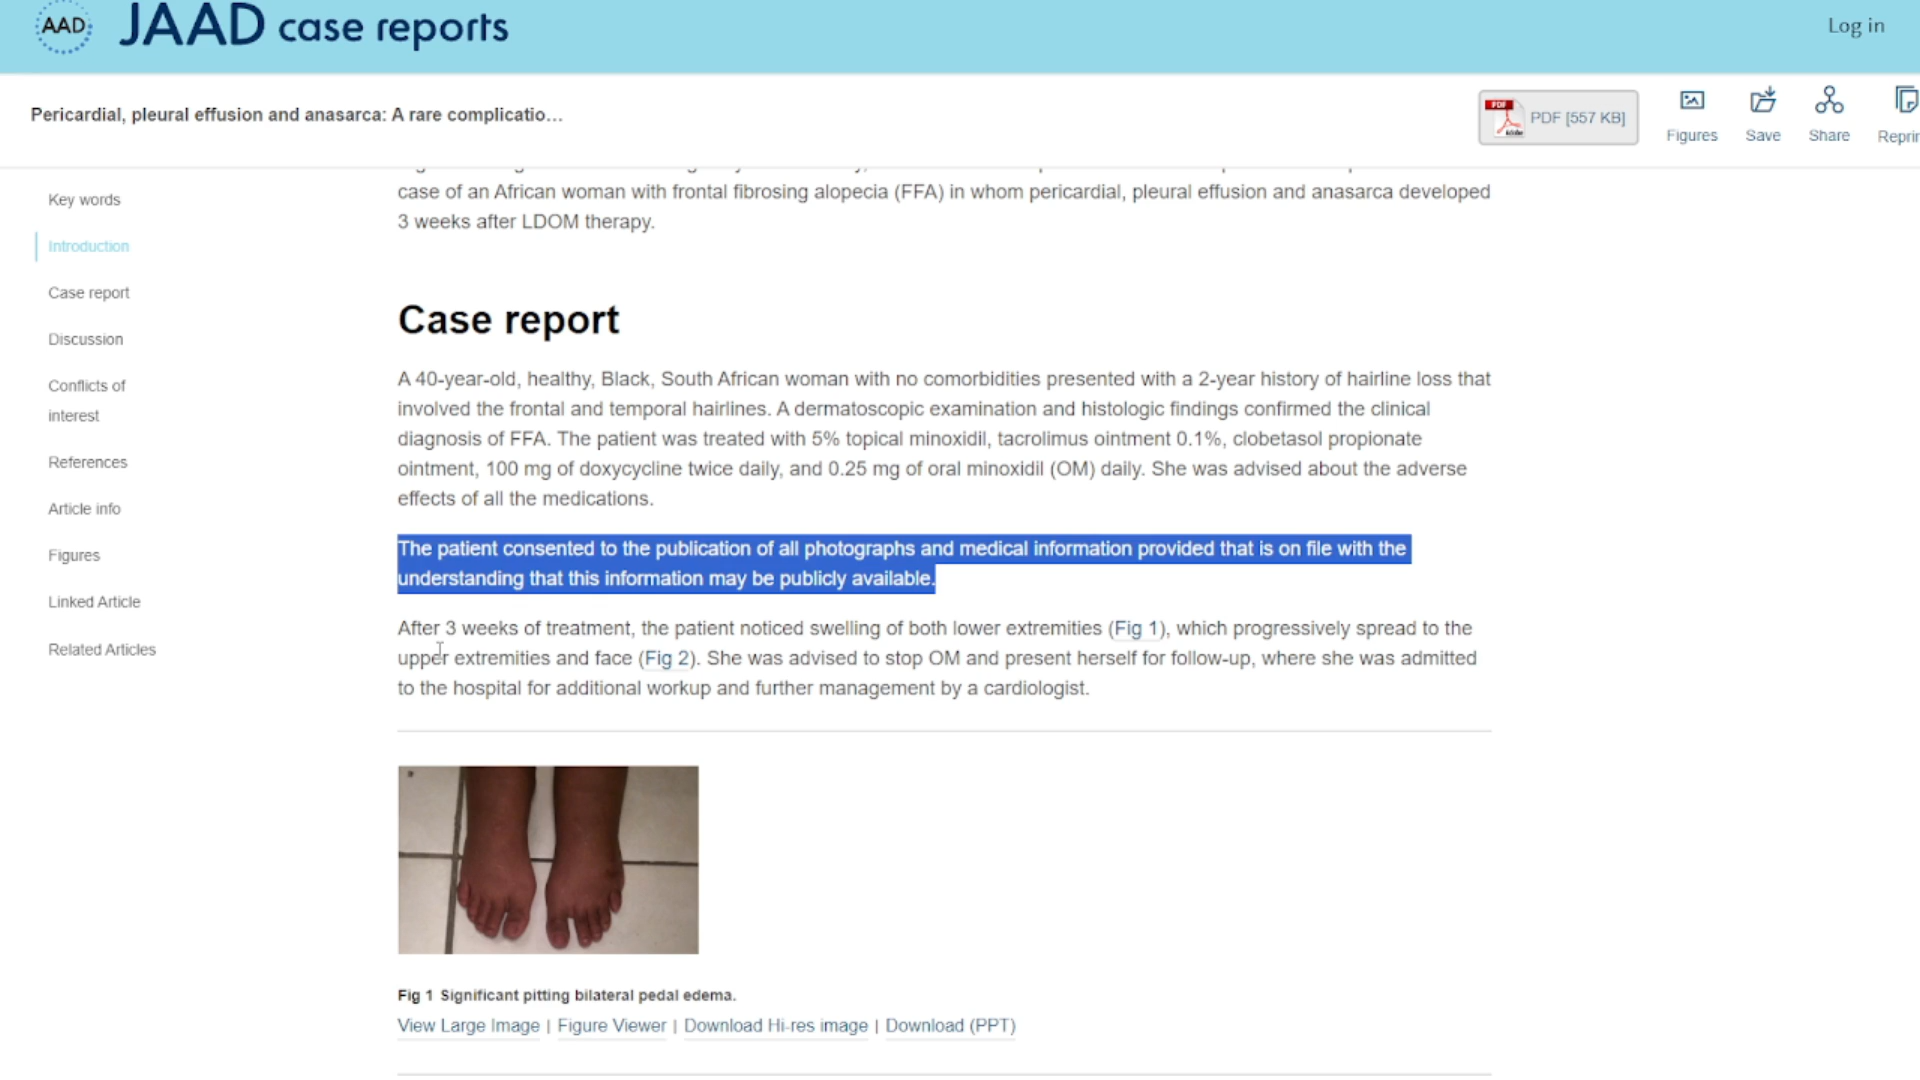 AAD JAAD case reports
Log in
Pericardial, pleural effusion and anasarca: A rare complicatio...
PDF
Adobe
PDF [557 KB]
Figures
Save
Share
Key words
Introduction
Case report
Discussion
Conflicts of
interest
References
Article info
Figures
Linked Article
Related Articles
case of an African woman with frontal fibrosing alopecia (FFA) in whom pericardial, pleural effusion and anasarca developed
3 weeks after LDOM therapy.
Case report
A 40-year-old, healthy, Black, South African woman with no comorbidities presented with a 2-year history of hairline loss that
involved the frontal and temporal hairlines. A dermatoscopic examination and histologic findings confirmed the clinical
diagnosis of FFA. The patient was treated with 5% topical minoxidil, tacrolimus ointment 0.1%, clobetasol propionate
ointment, 100 mg of doxycycline twice daily, and 0.25 mg of oral minoxidil (OM) daily. She was advised about the adverse
effects of all the medications.
The patient consented to the publication of all photographs and medical information provided that is on file with the
understanding that this information may be publicly available.
After 3 weeks of treatment, the patient noticed swelling of both lower extremities (Fig 1), which progressively spread to the
upper extremities and face (Fig 2). She was advised to stop OM and present herself for follow-up, where she was admitted
to the hospital for additional workup and further management by a cardiologist.
Fig 1 Significant pitting bilateral pedal edema.
View Large Image | Figure Viewer | Download Hi-res image | Download (PPT)